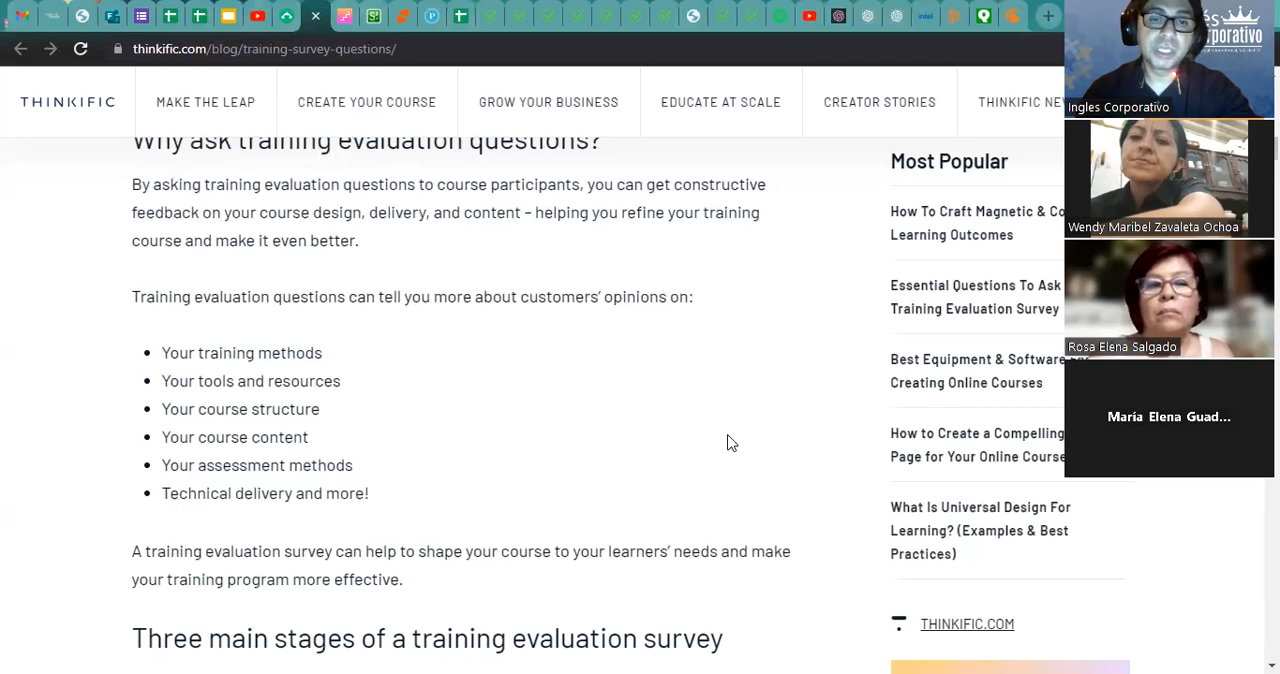 thinkific.com/blog/training-survey-questions/
THINKIFIC
MAKE THE LEAP
CREATE YOUR COURSE
GROW YOUR BUSINESS
EDUCATE AT SCALE
CREATOR STORIES
THINKIFIC
Why ask training evaluation questions?
By asking training evaluation questions to course participants, you can get constructive
feedback on your course design, delivery, and content – helping you refine your training
course and make it even better.
Training evaluation questions can tell you more about customers’ opinions on:
Your training methods
Your tools and resources
Your course structure
Your course content
Your assessment methods
Technical delivery and more!
A training evaluation survey can help to shape your course to your learners’ needs and make
your training program more effective.
Three main stages of a training evaluation survey
Most Popular
How To Craft Magnetic &
Learning Outcomes
Essential Questions To Ask
Training Evaluation Survey
Best Equipment & Software
Creating Online Courses
How to Create a Compelling
Page for Your Online Course
What Is Universal Design For
Learning? (Examples & Best
Practices)
THINKIFIC.COM
Ingles Corporativo
Wendy Maribel Zavaleta Ochoa
Rosa Elena Salgado
María Elena Guad...